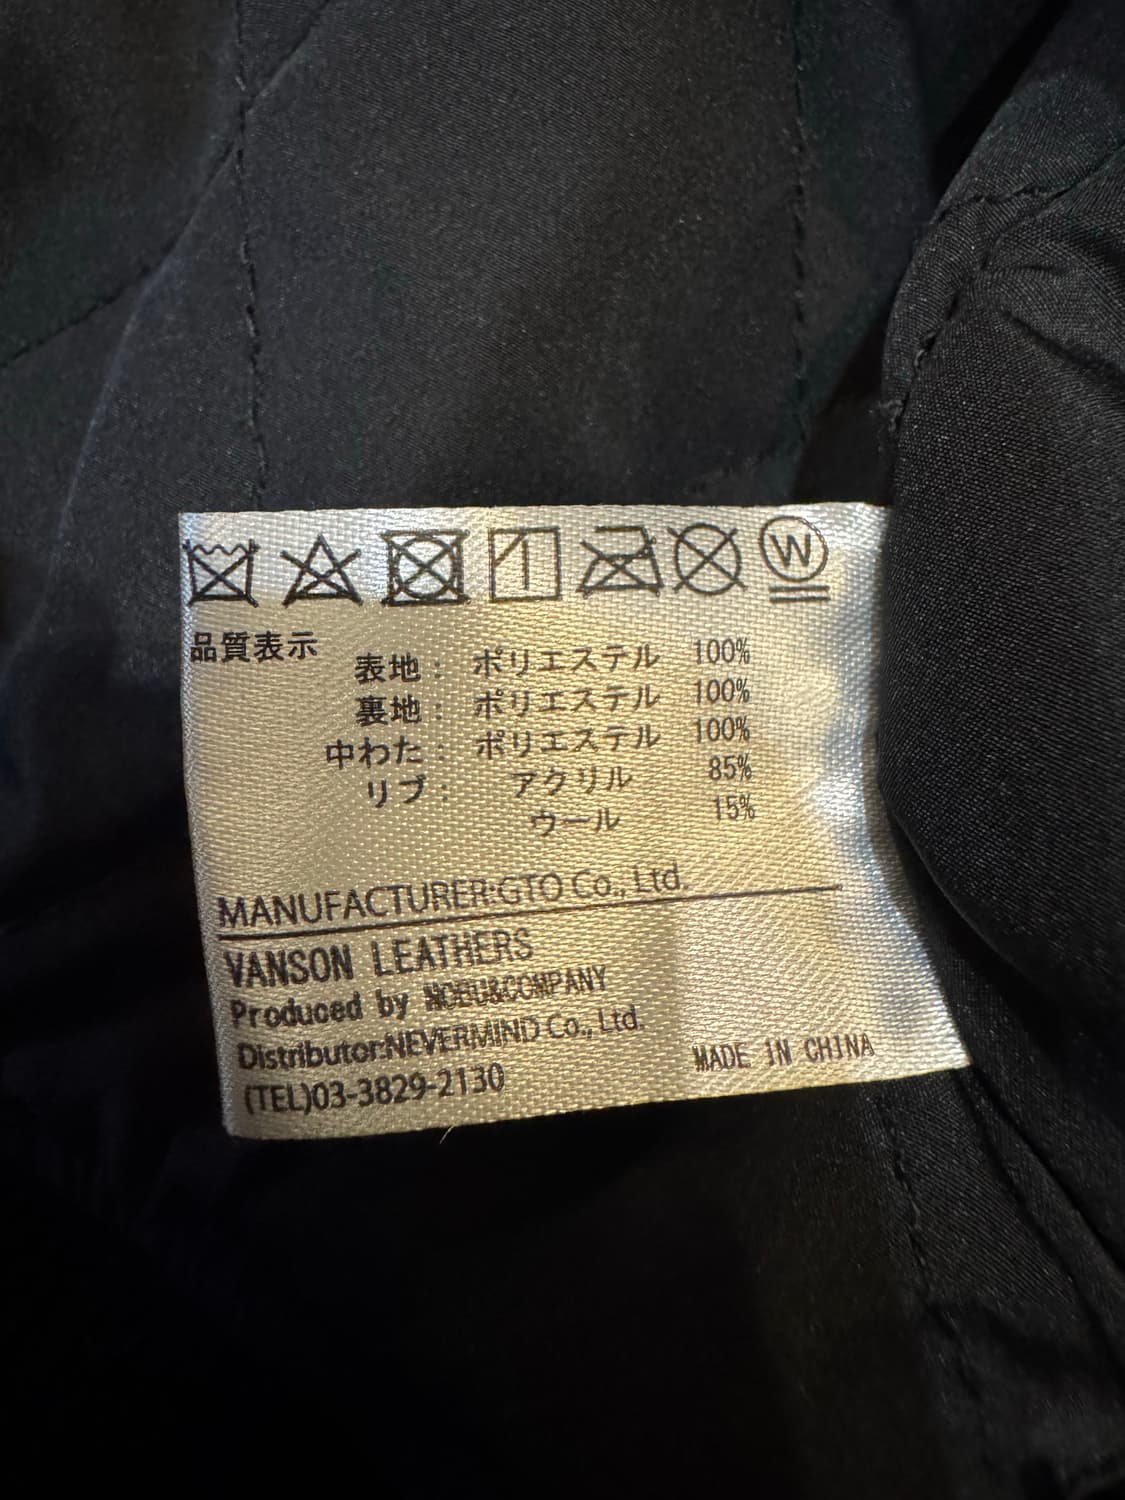 W
品質表示
表地： ポリエステル 100%
裏地： ポリエステル 100%
中わた： ポリエステル 100%
リブ： アクリル 85%
ウール 15%
MANUFACTURER:GTO Co., Ltd.
VANSON LEATHERS
Produced by NOBU&COMPANY
Distributor:NEVERMIND Co., Ltd.
(TEL)03-3829-2130
MADE IN CHINA